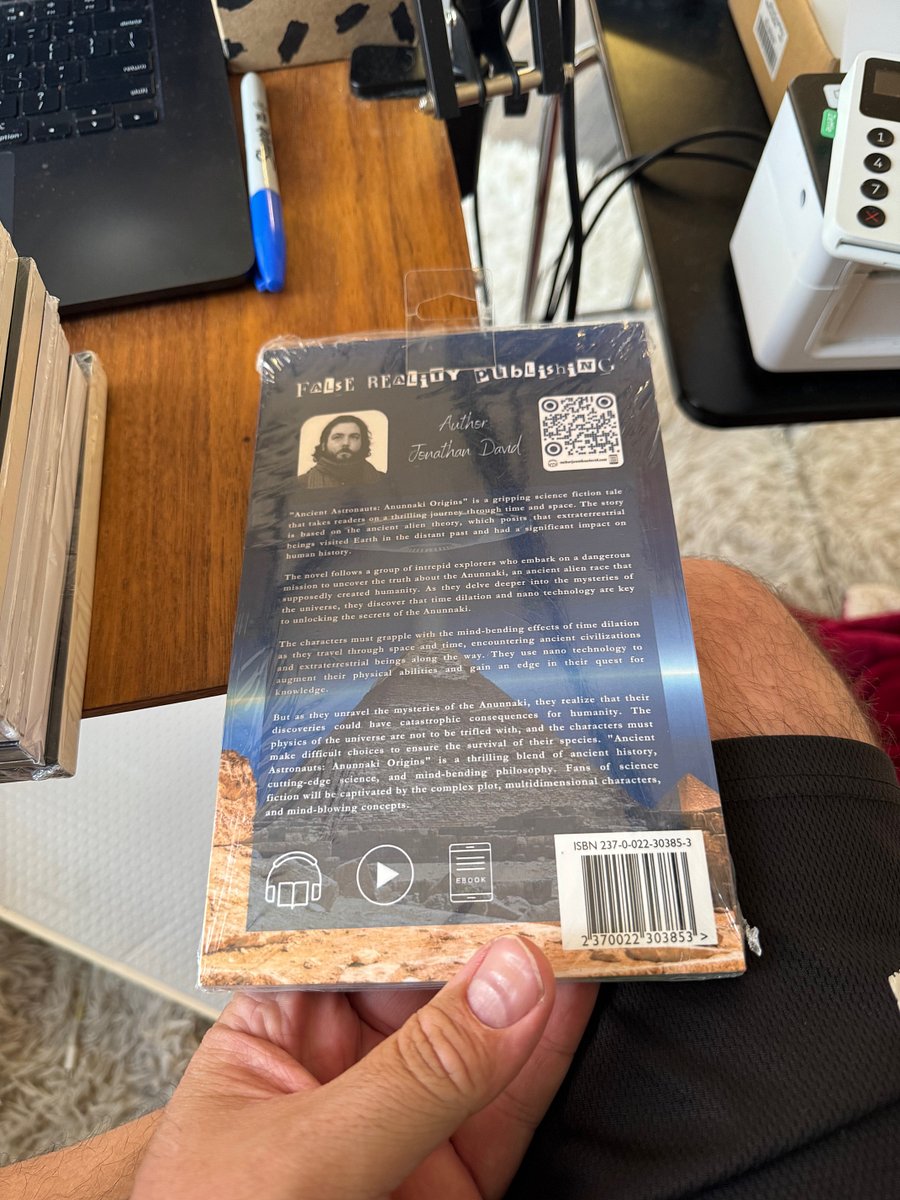 delete
return
shift
option
1
4
7
FALSE REALITY PUBLISHING
Author
Jonathan David
"Ancient Astronauts: Anunnaki Origins" is a gripping science fiction tale
that takes readers on a thrilling journey through time and space. The story
is based on the ancient alien theory, which posits that extraterrestrial
beings visited Earth in the distant past and had a significant impact on
human history.
The novel follows a group of intrepid explorers who embark on a dangerous
mission to uncover the truth about the Anunnaki, an ancient alien race that
supposedly created humanity. As they delve deeper into the mysteries of
the universe, they discover that time dilation and nano technology are key
to unlocking the secrets of the Anunnaki.
The characters must grapple with the mind-bending effects of time dilation
as they travel through space and time, encountering ancient civilizations
and extraterrestrial beings along the way. They use nano technology to
augment their physical abilities and gain an edge in their quest for
knowledge.
But as they unravel the mysteries of the Anunnaki, they realize that their
discoveries could have catastrophic consequences for humanity. The
physics of the universe are not to be trifled with, and the characters must
make difficult choices to ensure the survival of their species. "Ancient
Astronauts: Anunnaki Origins" is a thrilling blend of ancient history,
cutting-edge science, and mind-bending philosophy. Fans of science
fiction will be captivated by the complex plot, multidimensional characters,
and mind-blowing concepts.
EBOOK
ISBN 237-0-022-30385-3
2 370022 303853 >